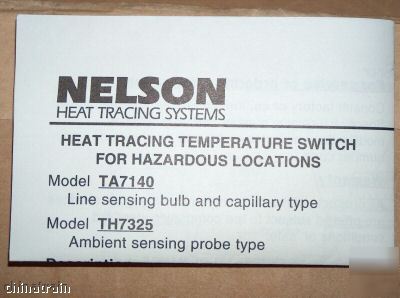 NELSON
HEAT TRACING SYSTEMS
HEAT TRACING TEMPERATURE SWITCH
FOR HAZARDOUS LOCATIONS
Model TA7140
Line sensing bulb and capillary type
Model TH7325
Ambient sensing probe type
Description
chinatrain